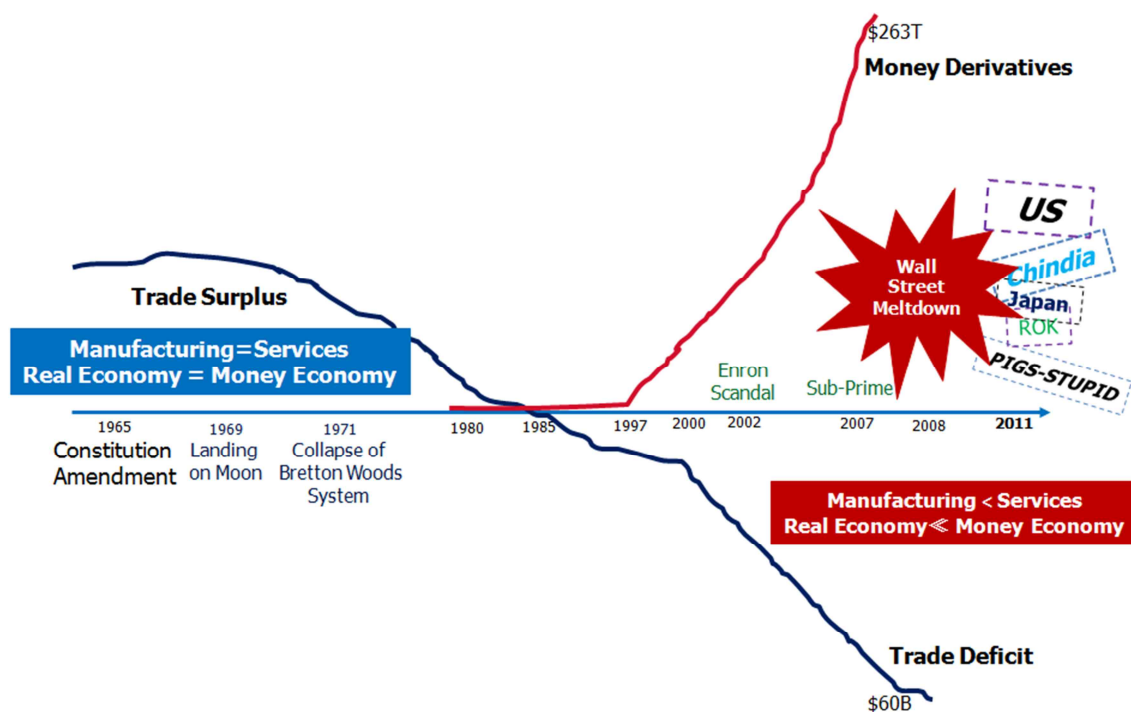 $263T
Money Derivatives
US
Chindia
Japan
ROK
PIGS-STUPID
Wall
Street
Meltdown
Trade Surplus
Manufacturing=Services
Real Economy = Money Economy
Enron
Scandal
Sub-Prime
1965
1969
1971
1980
1985
1997
2000
2002
2007
2008
2011
Constitution
Amendment
Landing
on Moon
Collapse of
Bretton Woods
System
Manufacturing < Services
Real Economy≪ Money Economy
Trade Deficit
$60B